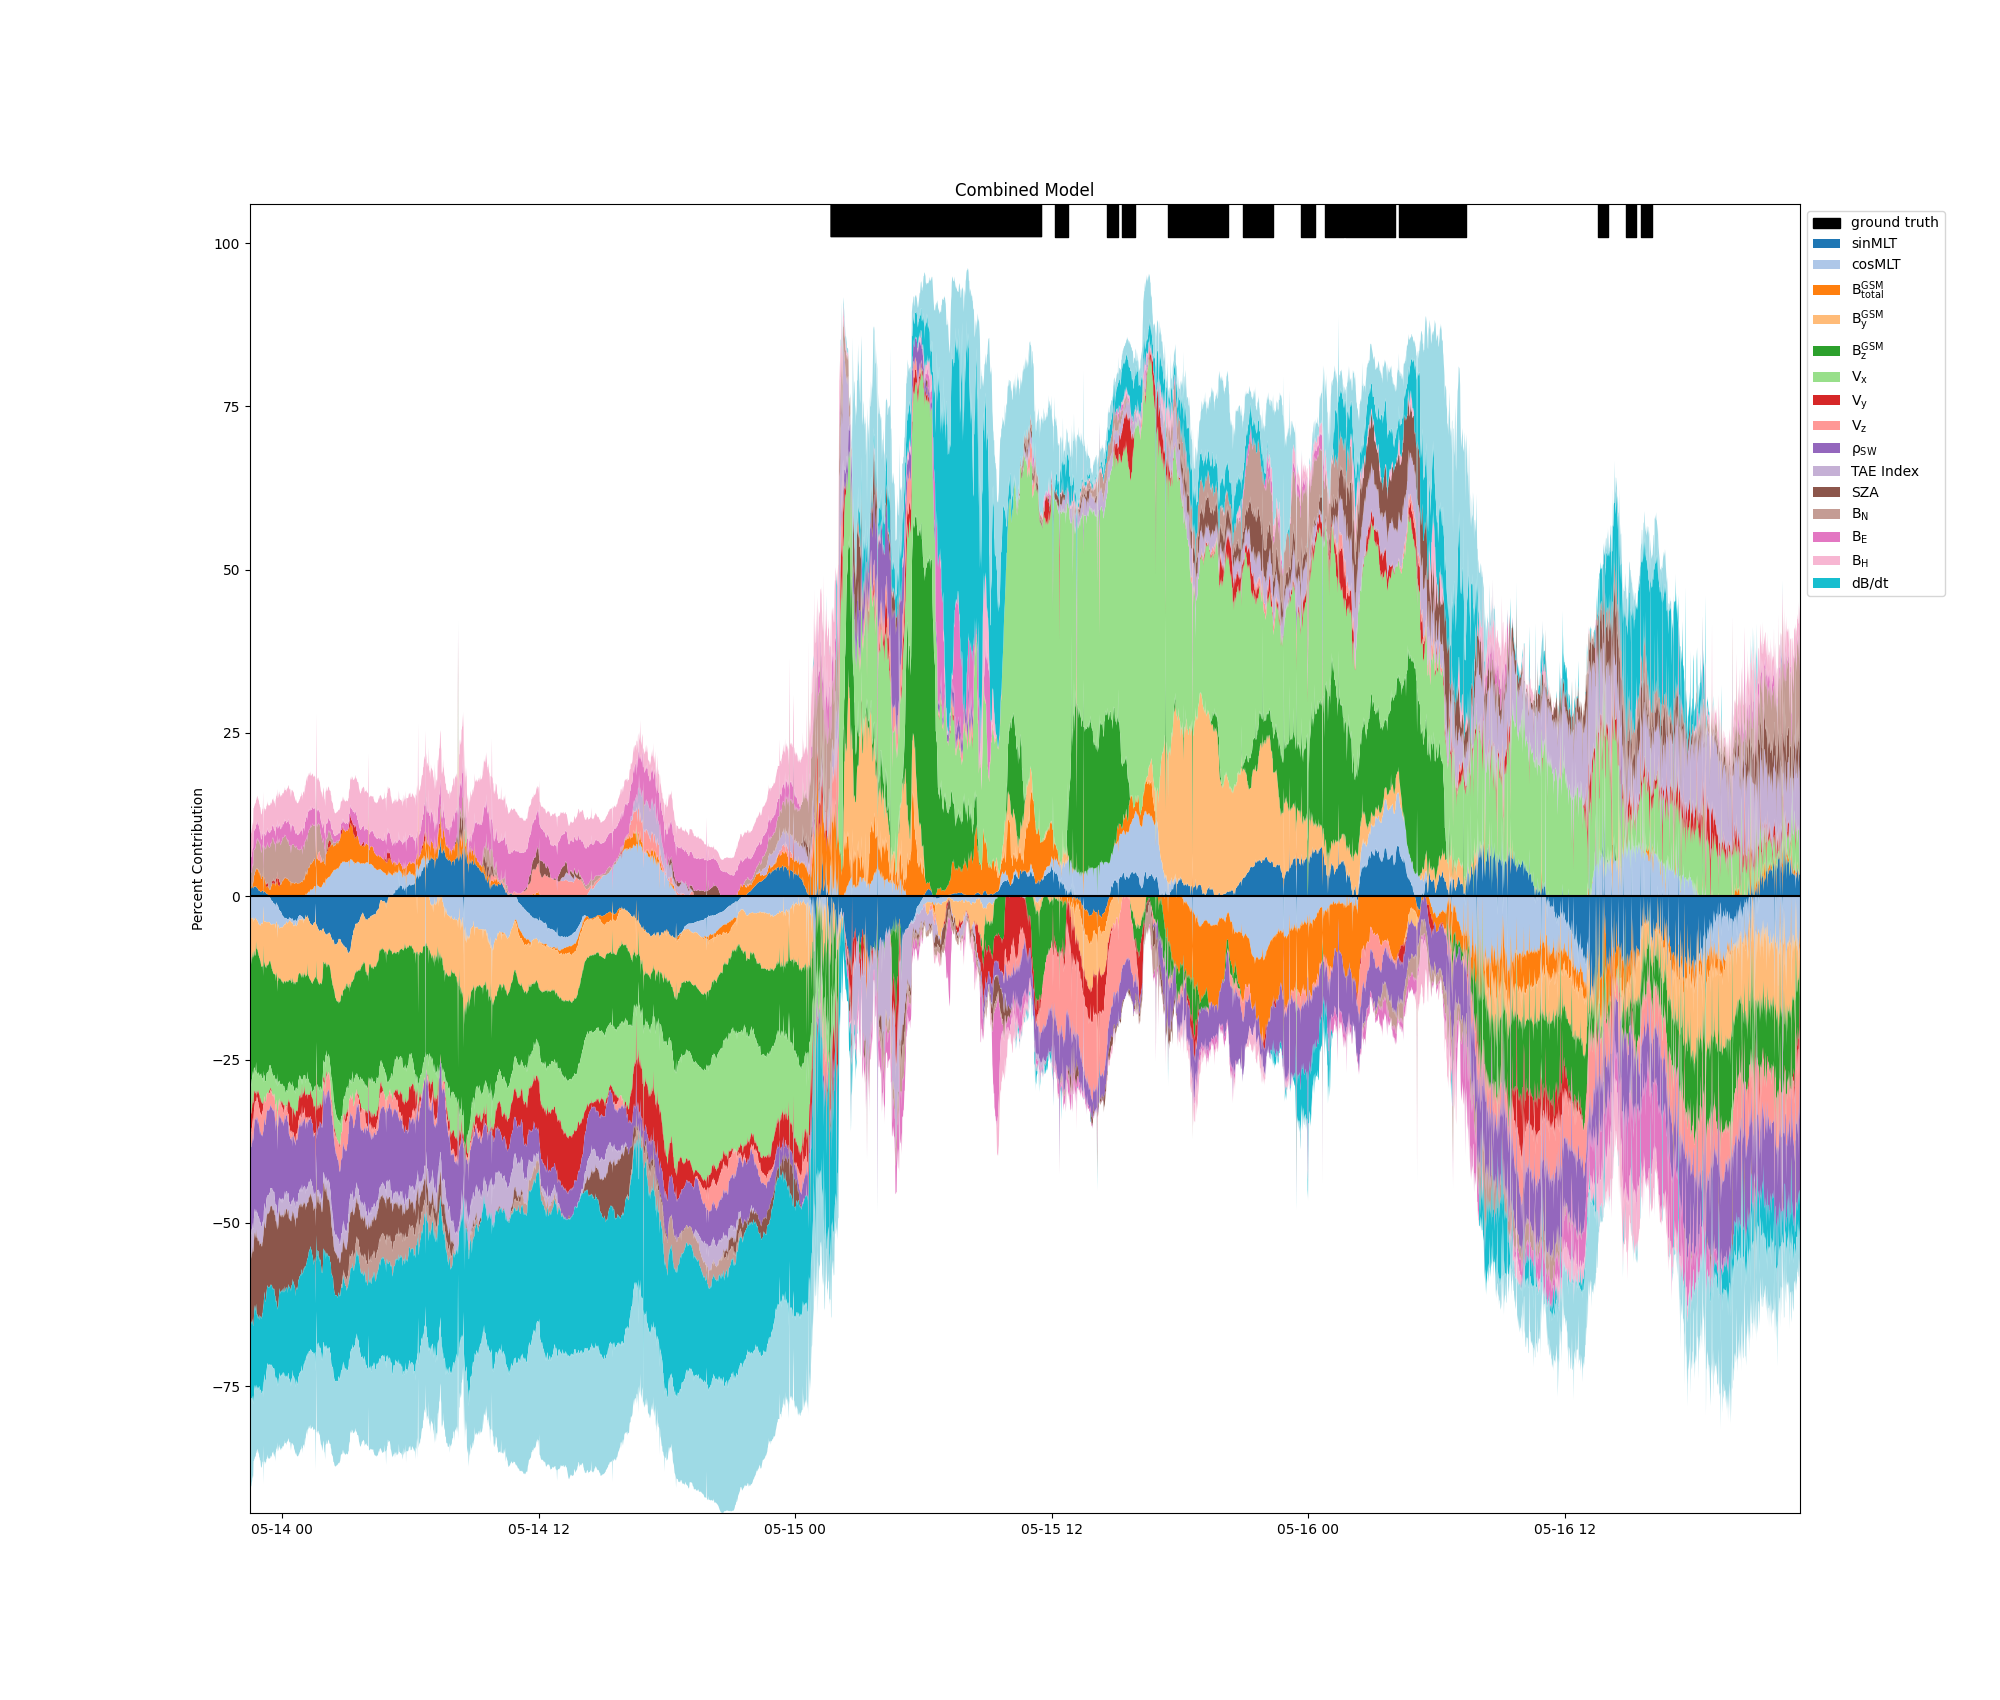 Combined Model
100
75
50
25
0
−25
−50
−75
Percent Contribution
05-14 00
05-14 12
05-15 00
05-15 12
05-16 00
05-16 12
ground truth
sinMLT
cosMLT
B_total^GSM
B_y^GSM
B_z^GSM
V_x
V_y
V_z
ρ_SW
TAE Index
SZA
B_N
B_E
B_H
dB/dt